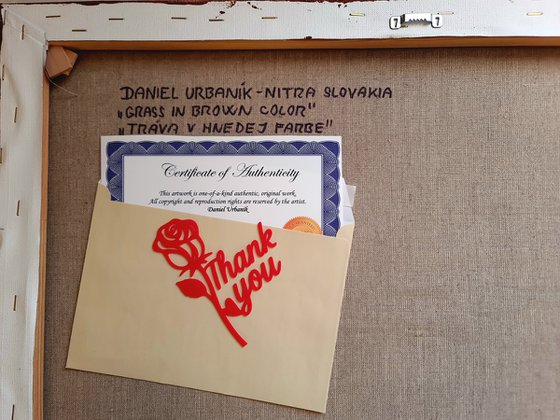 DANIEL URBANÍK - NITRA SLOVAKIA
„GRASS IN BROWN COLOR"
„TRÁVA V HNEDEJ FARBE"
Certificate of Authenticity
This artwork is one-of-a-kind authentic, original work.
All copyright and reproduction rights are reserved by the artist.
Daniel Urbaník
Thank
you